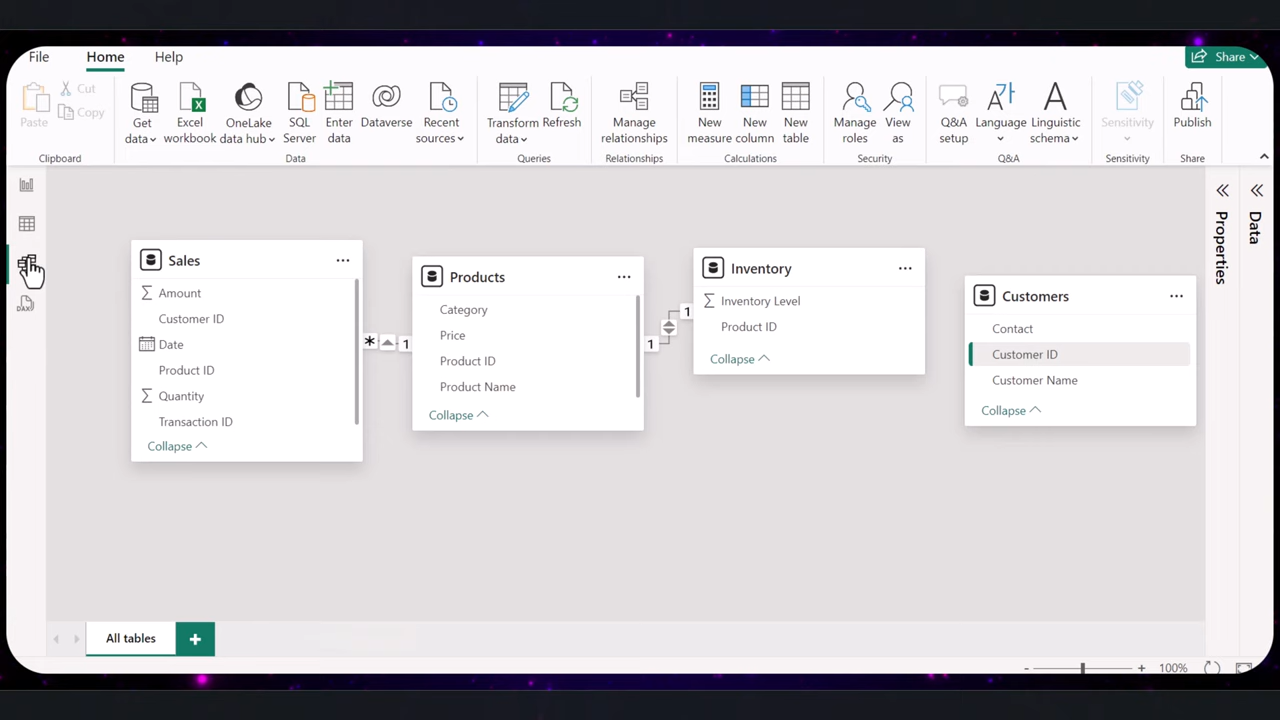 File Home Help Share
Paste Cut
Copy
Get data
Excel workbook
OneLake data hub
SQL Server
Enter data
Dataverse
Recent sources
Transform data
Refresh
Manage relationships
New measure
New column
New table
Manage roles
View as
Q&A setup
Language
Linguistic schema
Sensitivity
Publish
Clipboard Data Queries Relationships Calculations Security Q&A Sensitivity Share
DAX
Sales
Amount
Customer ID
Date
Product ID
Quantity
Transaction ID
Collapse
* 1
Products
Category
Price
Product ID
Product Name
Collapse
1 1
Inventory
Inventory Level
Product ID
Collapse
Customers
Contact
Customer ID
Customer Name
Collapse
Properties
Data
All tables +
- + 100%